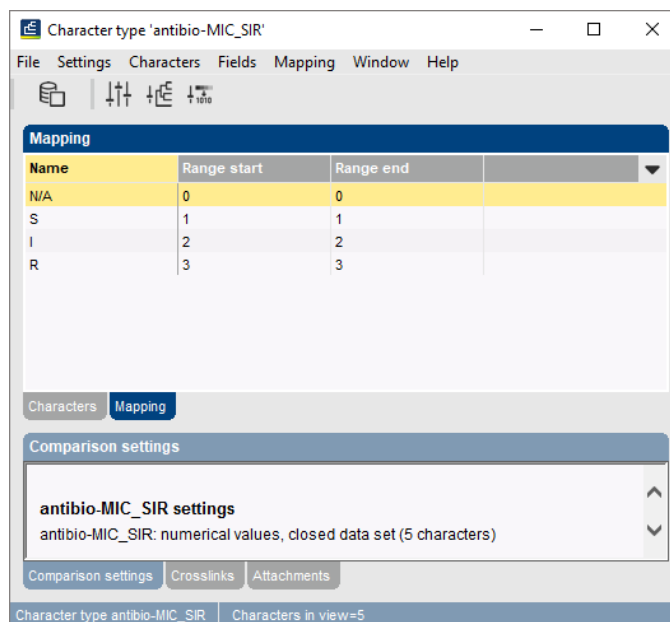 Character type 'antibio-MIC_SIR'
File Settings Characters Fields Mapping Window Help
1010
Mapping
Name Range start Range end
N/A 0 0
S 1 1
I 2 2
R 3 3
Characters Mapping
Comparison settings
antibio-MIC_SIR settings
antibio-MIC_SIR: numerical values, closed data set (5 characters)
Comparison settings Crosslinks Attachments
Character type antibio-MIC_SIR Characters in view=5